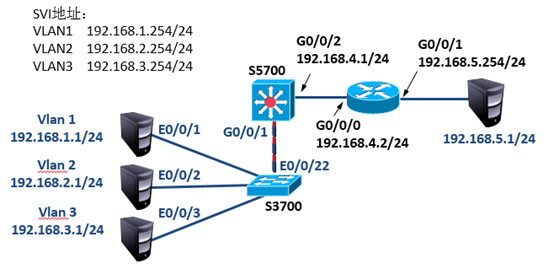 SVI地址:
VLAN1 192.168.1.254/24
VLAN2 192.168.2.254/24
VLAN3 192.168.3.254/24
G0/0/2
192.168.4.1/24
G0/0/1
192.168.5.254/24
S5700
G0/0/1
G0/0/0
192.168.4.2/24
192.168.5.1/24
Vlan 1
192.168.1.1/24
E0/0/1
Vlan 2
192.168.2.1/24
E0/0/2
E0/0/22
S3700
Vlan 3
192.168.3.1/24
E0/0/3